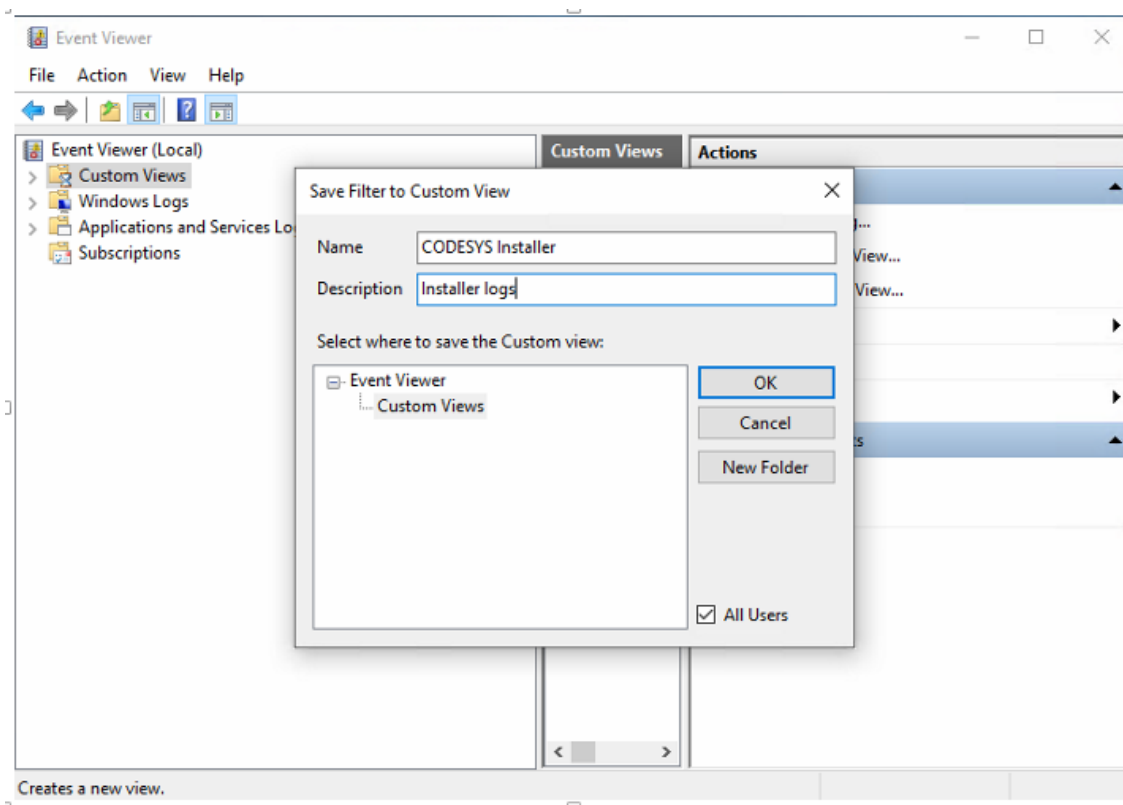 Event Viewer
File Action View Help
Event Viewer (Local)
Custom Views
Windows Logs
Applications and Services Lo
Subscriptions
Custom Views
Actions
...
View...
View...
s
Save Filter to Custom View
Name CODESYS Installer
Description Installer logs
Select where to save the Custom view:
Event Viewer
Custom Views
OK
Cancel
New Folder
All Users
Creates a new view.